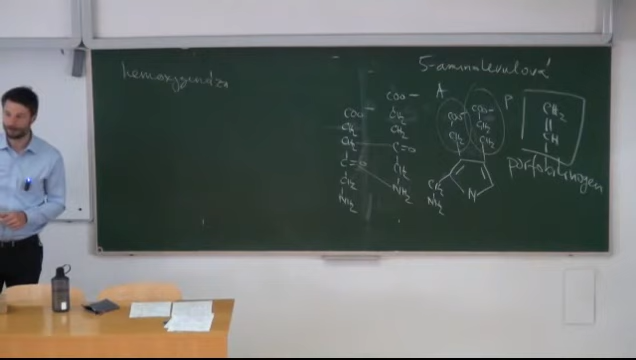 hemoxygenáza
5-aminolevulová
A
P
COO-
CH2
CH2
C=O
CH2
NH2
COO-
CH2
CH2
C=O
CH2
NH2
COO-
CH2
COO-
CH2
CH2
CH2
NH2
N
CH2
CH
porfobilinogen